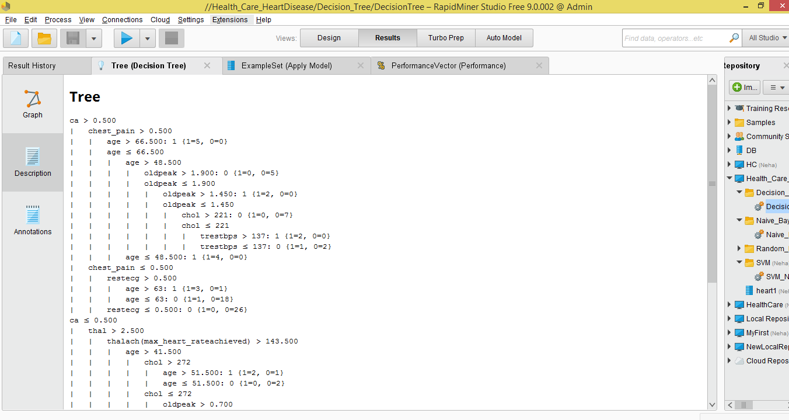 //Health_Care_HeartDisease/Decision_Tree/DecisionTree – RapidMiner Studio Free 9.0.002 @ Admin
File Edit Process View Connections Cloud Settings Extensions Help
Views: Design Results Turbo Prep Auto Model
Find data, operators...etc All Studio
Result History Tree (Decision Tree) ExampleSet (Apply Model) PerformanceVector (Performance)
Graph
Description
Annotations
Tree
ca > 0.500
| chest_pain > 0.500
| | age > 66.500: 1 {1=5, 0=0}
| | age ≤ 66.500
| | | age > 48.500
| | | | oldpeak > 1.900: 0 {1=0, 0=5}
| | | | oldpeak ≤ 1.900
| | | | | oldpeak > 1.450: 1 {1=2, 0=0}
| | | | | oldpeak ≤ 1.450
| | | | | | chol > 221: 0 {1=0, 0=7}
| | | | | | chol ≤ 221
| | | | | | | trestbps > 137: 1 {1=2, 0=0}
| | | | | | | trestbps ≤ 137: 0 {1=1, 0=2}
| | | age ≤ 48.500: 1 {1=4, 0=0}
| chest_pain ≤ 0.500
| | restecg > 0.500
| | | age > 63: 1 {1=3, 0=1}
| | | age ≤ 63: 0 {1=1, 0=18}
| | restecg ≤ 0.500: 0 {1=0, 0=26}
ca ≤ 0.500
| thal > 2.500
| | thalach(max_heart_rateachieved) > 143.500
| | | age > 41.500
| | | | chol > 272
| | | | | age > 51.500: 1 {1=2, 0=1}
| | | | | age ≤ 51.500: 0 {1=0, 0=2}
| | | | chol ≤ 272
| | | | | oldpeak > 0.700
epository
Im...
Training Res
Samples
Community S
DB
HC (Neha)
Health_Care_
Decision_
Decisio
Naive_Bay
Naive_
Random_
SVM (Neha
SVM_N
heart1 (Ne
HealthCare (
Local Reposi
MyFirst (Neha
NewLocalRep
Cloud Repos